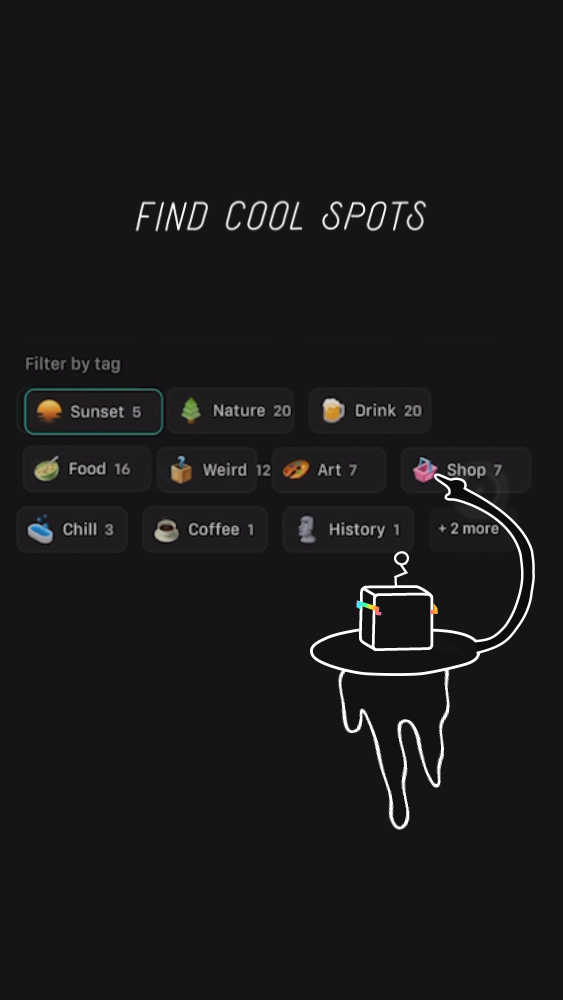 FIND COOL SPOTS
Filter by tag
Sunset 5 Nature 20 Drink 20
Food 16 Weird 12 Art 7 Shop 7
Chill 3 Coffee 1 History 1 + 2 more